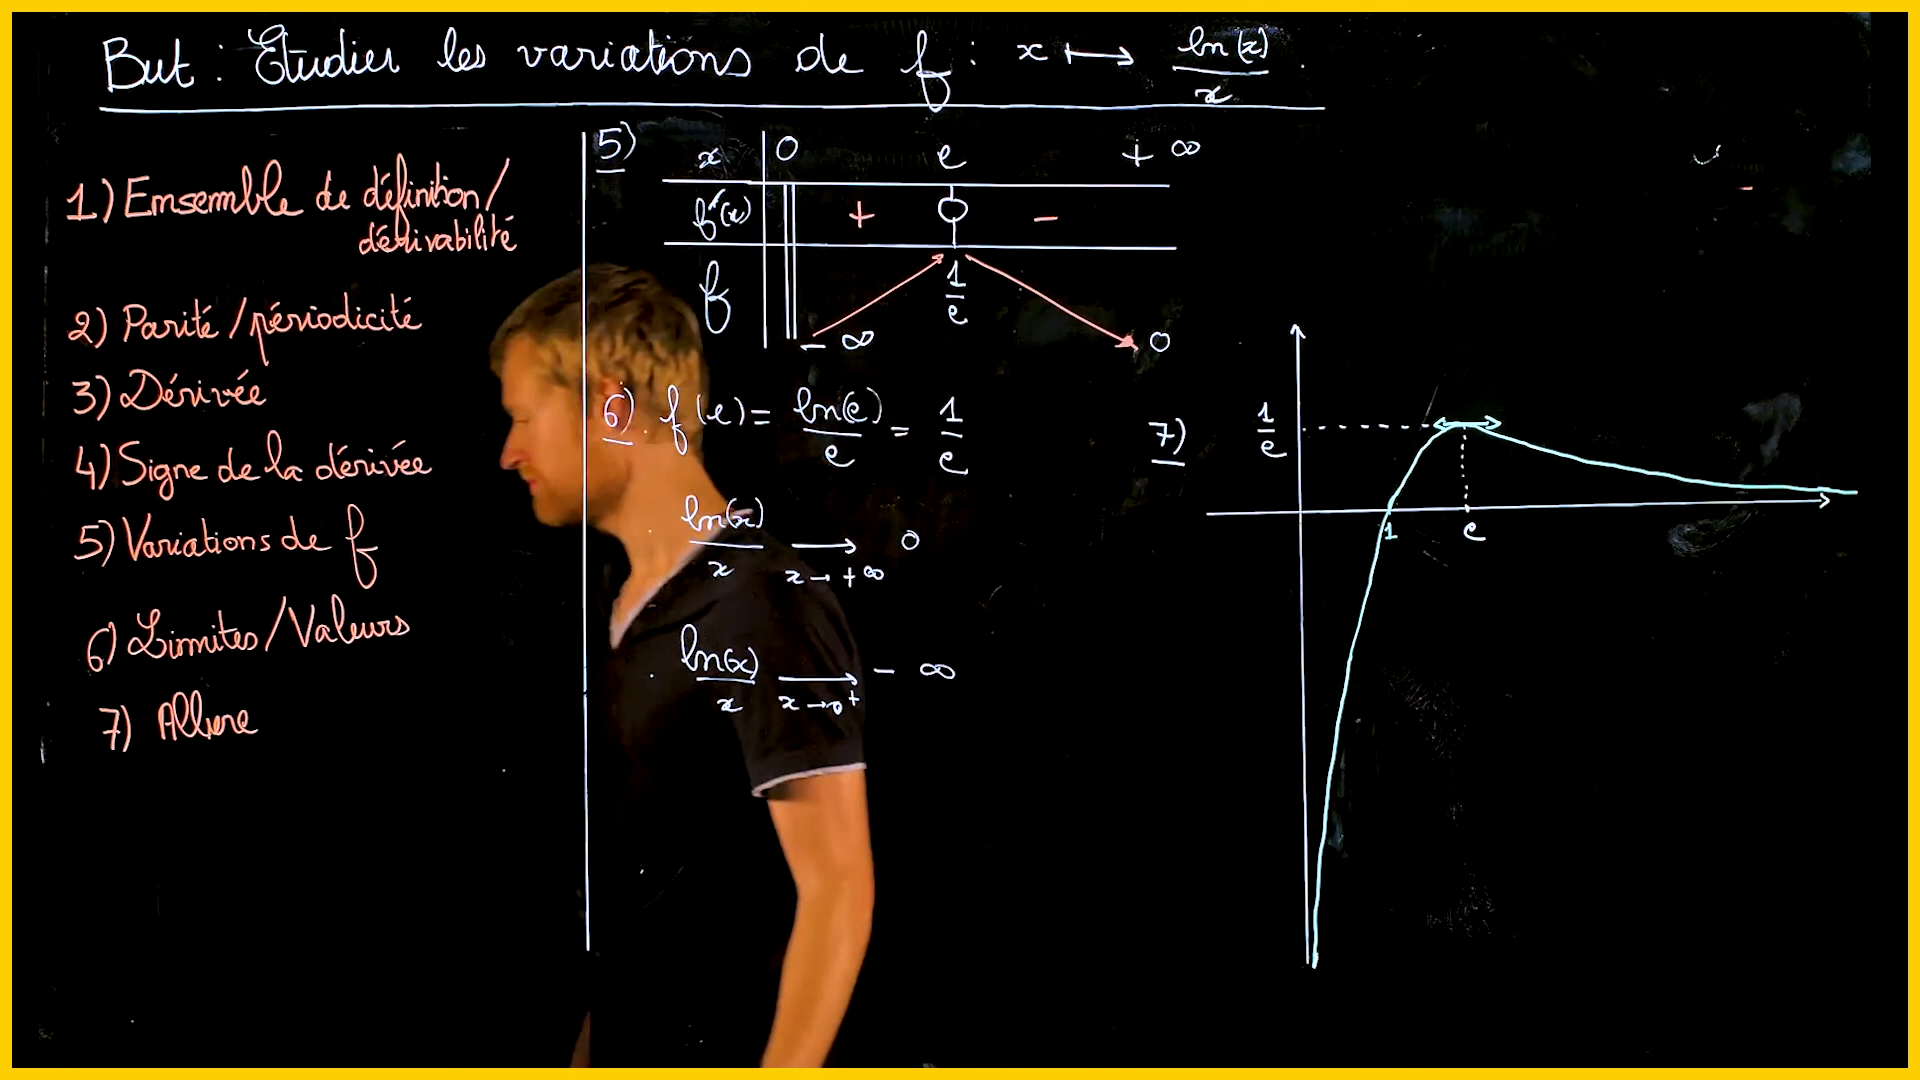 But : Etudier les variations de f : x ⟼ ln(x)/x .
1) Ensemble de définition/
dérivabilité
2) Parité/périodicité
3) Dérivée
4) Signe de la dérivée
5) Variations de f
6) Limites/Valeurs
7) Allure
5)
x 0 e + ∞
f'(x) + 0 -
f - ∞ 1/e 0
6) . f(e) = ln(e)/e = 1/e
ln(x)/x ⟶ 0
x → +∞
. ln(x)/x ⟶ - ∞
x → 0⁺
7)
1/e
1 e